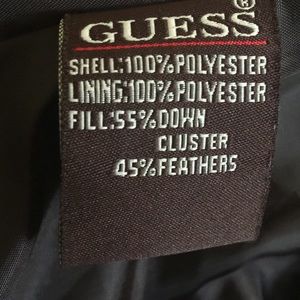 GUESS®
SHELL:100%POLYESTER
LINING:100%POLYESTER
FILL:55%DOWN
CLUSTER
45%FEATHERS